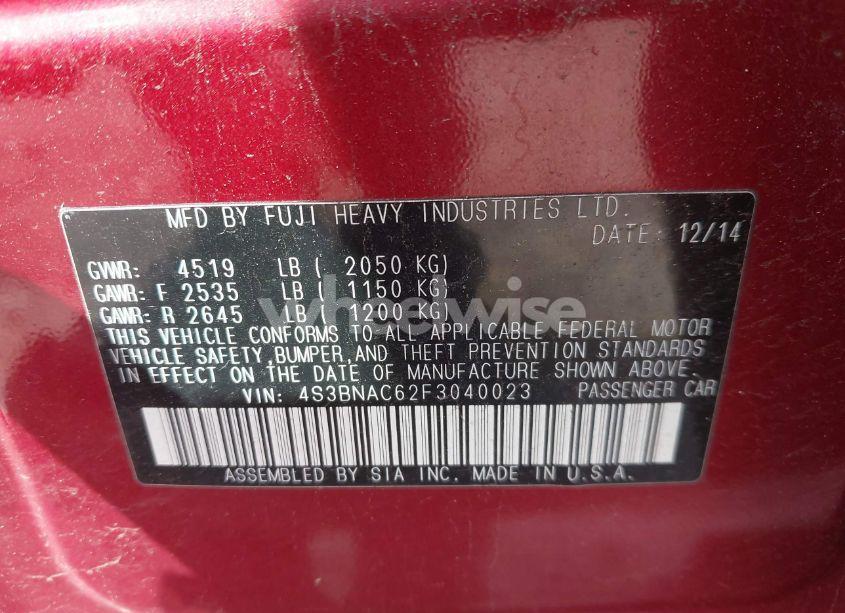 MFD BY FUJI HEAVY INDUSTRIES LTD.
DATE: 12/14
GVWR: 4519 LB ( 2050 KG)
GAWR: F 2535 LB ( 1150 KG)
GAWR: R 2645 LB ( 1200 KG)
wheelwise
THIS VEHICLE CONFORMS TO ALL APPLICABLE FEDERAL MOTOR
VEHICLE SAFETY,BUMPER,AND THEFT PREVENTION STANDARDS
IN EFFECT ON THE DATE OF MANUFACTURE SHOWN ABOVE.
VIN: 4S3BNAC62F3040023 PASSENGER CAR
ASSEMBLED BY SIA INC. MADE IN U.S.A.